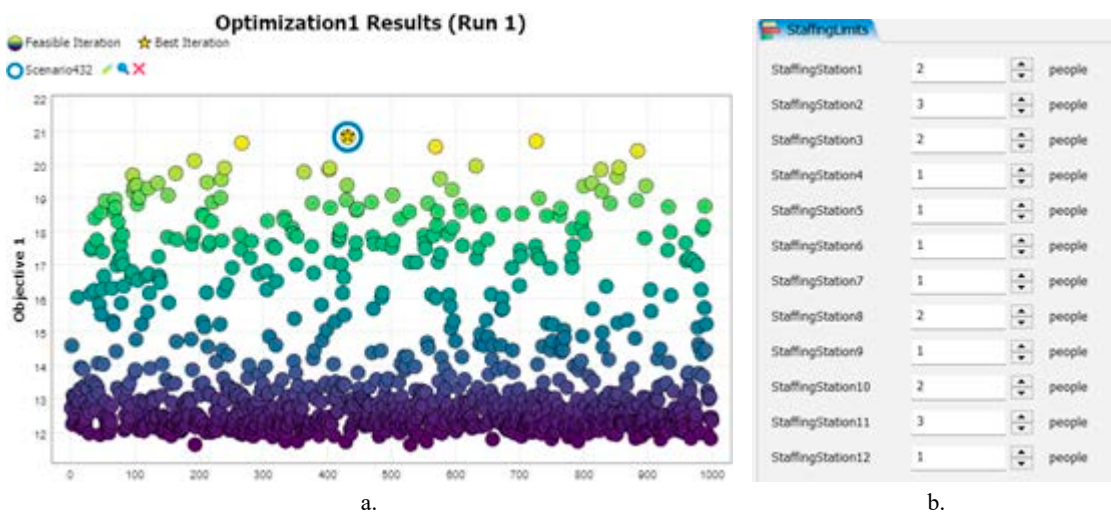 Optimization1 Results (Run 1)
Feasible Iteration Best Iteration
Scenario432
Objective 1
22
21
20
19
18
17
16
15
14
13
12
0 100 200 300 400 500 600 700 800 900 1000
a.
StaffingLimits
StaffingStation1 2 people
StaffingStation2 3 people
StaffingStation3 2 people
StaffingStation4 1 people
StaffingStation5 1 people
StaffingStation6 1 people
StaffingStation7 1 people
StaffingStation8 2 people
StaffingStation9 1 people
StaffingStation10 2 people
StaffingStation11 3 people
StaffingStation12 1 people
b.